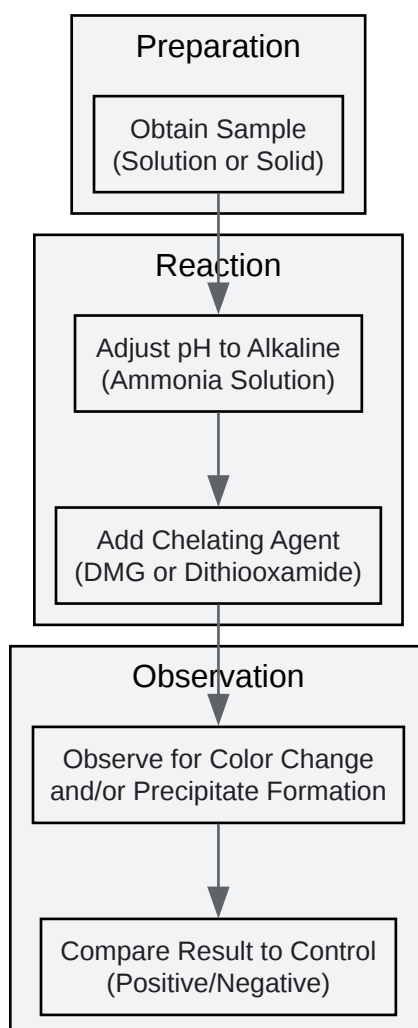 Preparation
Obtain Sample
(Solution or Solid)
Reaction
Adjust pH to Alkaline
(Ammonia Solution)
Add Chelating Agent
(DMG or Dithiooxamide)
Observation
Observe for Color Change
and/or Precipitate Formation
Compare Result to Control
(Positive/Negative)